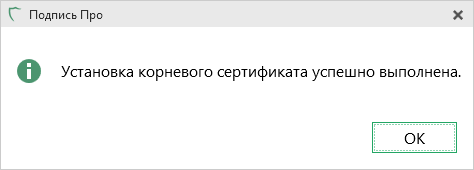 Подпись Про
Установка корневого сертификата успешно выполнена.
OK